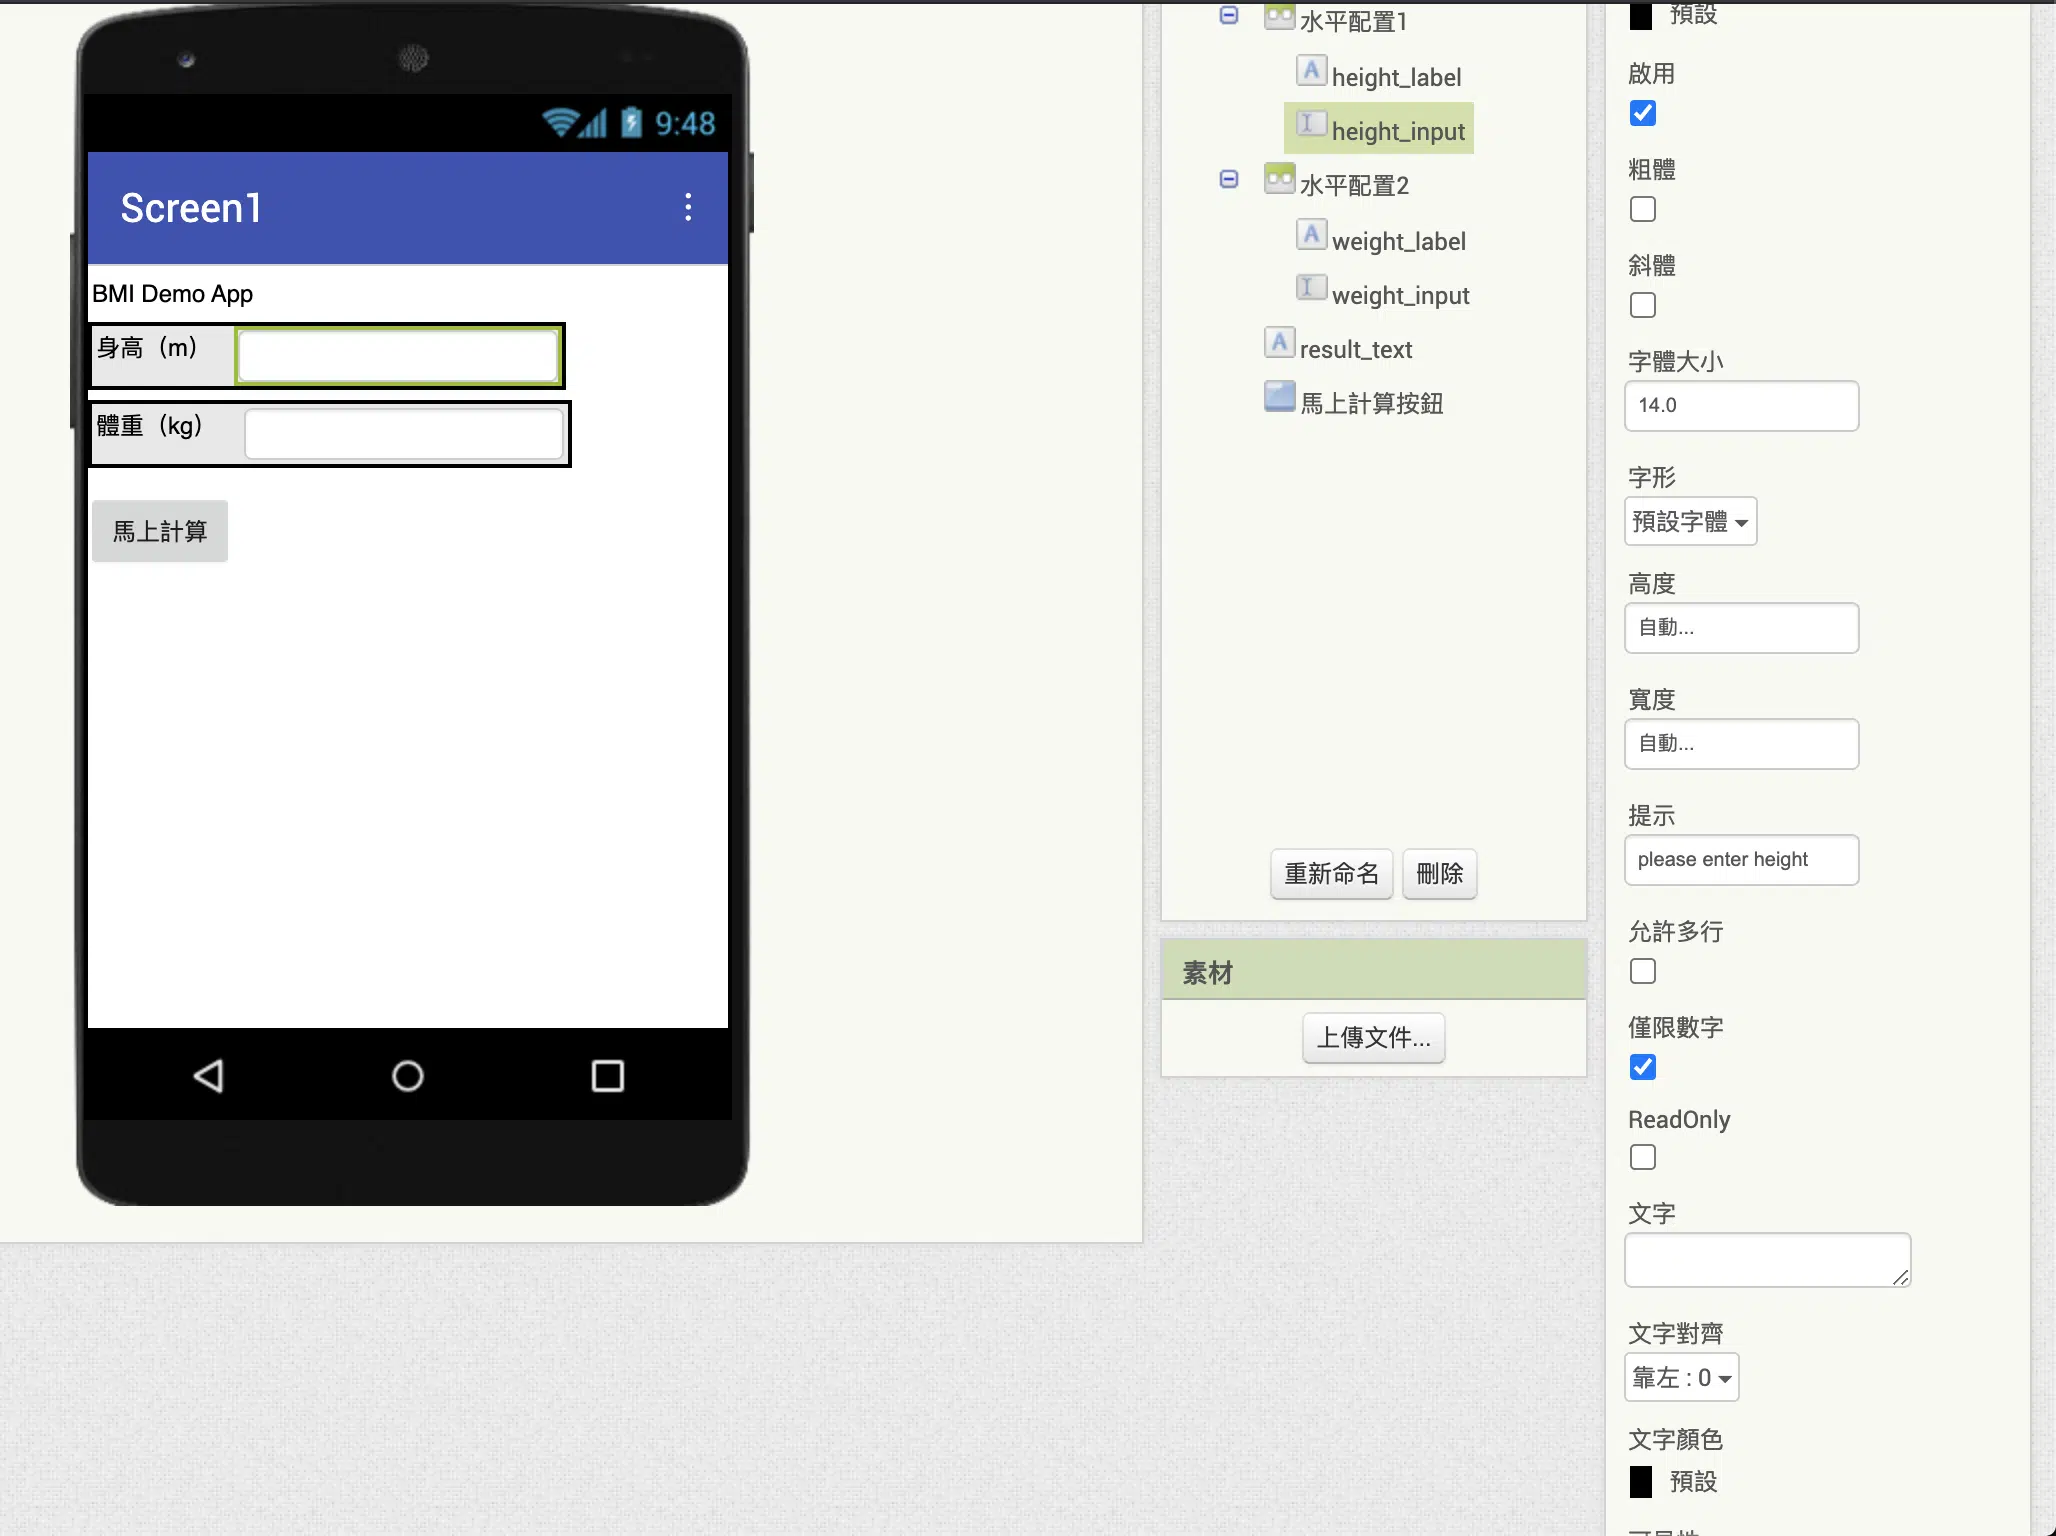 9:48
Screen1
BMI Demo App
身高（m）
體重（kg）
馬上計算
水平配置1
height_label
height_input
水平配置2
weight_label
weight_input
result_text
馬上計算按鈕
重新命名
刪除
素材
上傳文件...
預設
啟用
粗體
斜體
字體大小
14.0
字形
預設字體
高度
自動...
寬度
自動...
提示
please enter height
允許多行
僅限數字
ReadOnly
文字
文字對齊
靠左 : 0
文字顏色
預設